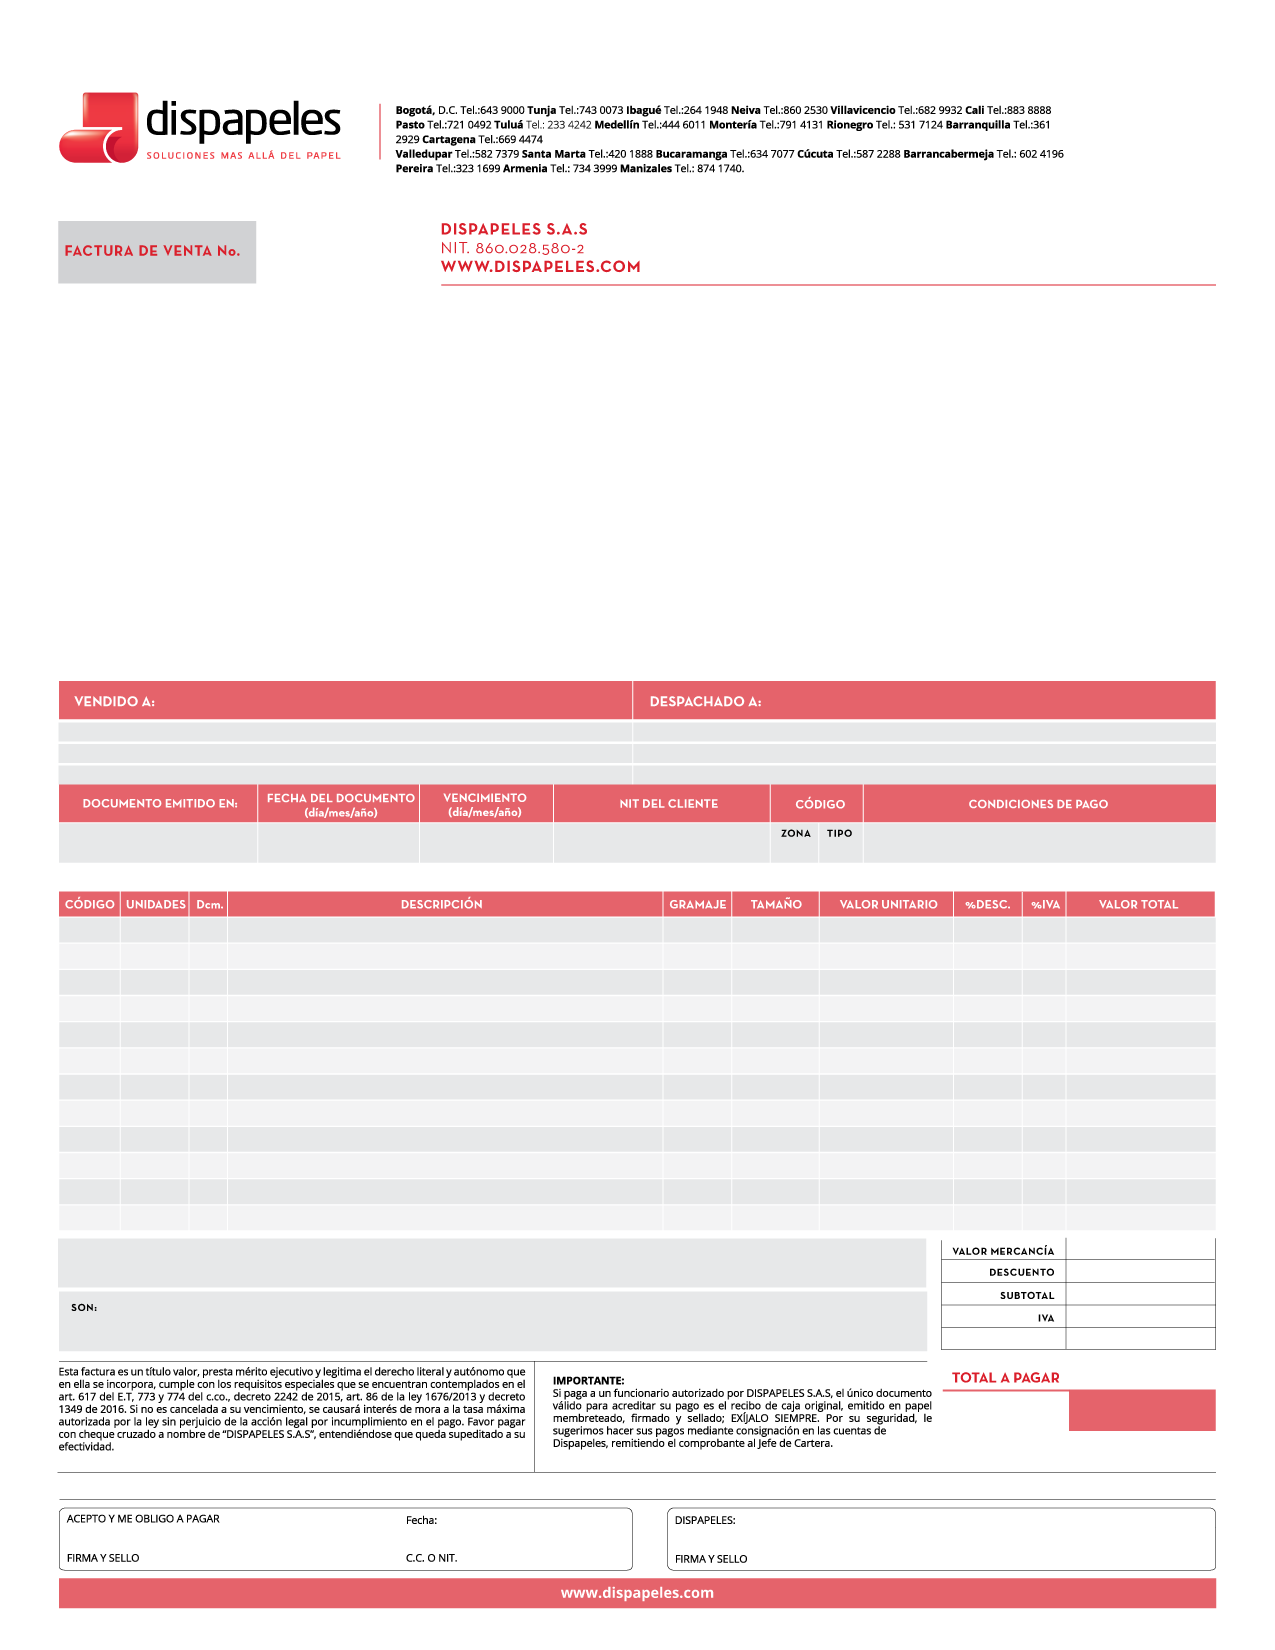 dispapeles
SOLUCIONES MAS ALLÁ DEL PAPEL
Bogotá, D.C. Tel.:643 9000 Tunja Tel.:743 0073 Ibagué Tel.:264 1948 Neiva Tel.:860 2530 Villavicencio Tel.:682 9932 Cali Tel.:883 8888
Pasto Tel.:721 0492 Tuluá Tel.: 233 4242 Medellín Tel.:444 6011 Montería Tel.:791 4131 Rionegro Tel.: 531 7124 Barranquilla Tel.:361
2929 Cartagena Tel.:669 4474
Valledupar Tel.:582 7379 Santa Marta Tel.:420 1888 Bucaramanga Tel.:634 7077 Cúcuta Tel.:587 2288 Barrancabermeja Tel.: 602 4196
Pereira Tel.:323 1699 Armenia Tel.: 734 3999 Manizales Tel.: 874 1740.
FACTURA DE VENTA No.
DISPAPELES S.A.S
NIT. 860.028.580-2
WWW.DISPAPELES.COM
VENDIDO A: DESPACHADO A:
DOCUMENTO EMITIDO EN: FECHA DEL DOCUMENTO (día/mes/año) VENCIMIENTO (día/mes/año) NIT DEL CLIENTE CÓDIGO CONDICIONES DE PAGO
ZONA TIPO
CÓDIGO UNIDADES Dcm. DESCRIPCIÓN GRAMAJE TAMAÑO VALOR UNITARIO %DESC. %IVA VALOR TOTAL
VALOR MERCANCÍA
DESCUENTO
SUBTOTAL
IVA
SON:
Esta factura es un título valor, presta mérito ejecutivo y legitima el derecho literal y autónomo que
en ella se incorpora, cumple con los requisitos especiales que se encuentran contemplados en el
art. 617 del E.T, 773 y 774 del c.co., decreto 2242 de 2015, art. 86 de la ley 1676/2013 y decreto
1349 de 2016. Si no es cancelada a su vencimiento, se causará interés de mora a la tasa máxima
autorizada por la ley sin perjuicio de la acción legal por incumplimiento en el pago. Favor pagar
con cheque cruzado a nombre de “DISPAPELES S.A.S”, entendiéndose que queda supeditado a su
efectividad.
IMPORTANTE:
Si paga a un funcionario autorizado por DISPAPELES S.A.S, el único documento
válido para acreditar su pago es el recibo de caja original, emitido en papel
membreteado, firmado y sellado; EXÍJALO SIEMPRE. Por su seguridad, le
sugerimos hacer sus pagos mediante consignación en las cuentas de
Dispapeles, remitiendo el comprobante al Jefe de Cartera.
TOTAL A PAGAR
ACEPTO Y ME OBLIGO A PAGAR Fecha:
FIRMA Y SELLO C.C. O NIT.
DISPAPELES:
FIRMA Y SELLO
www.dispapeles.com